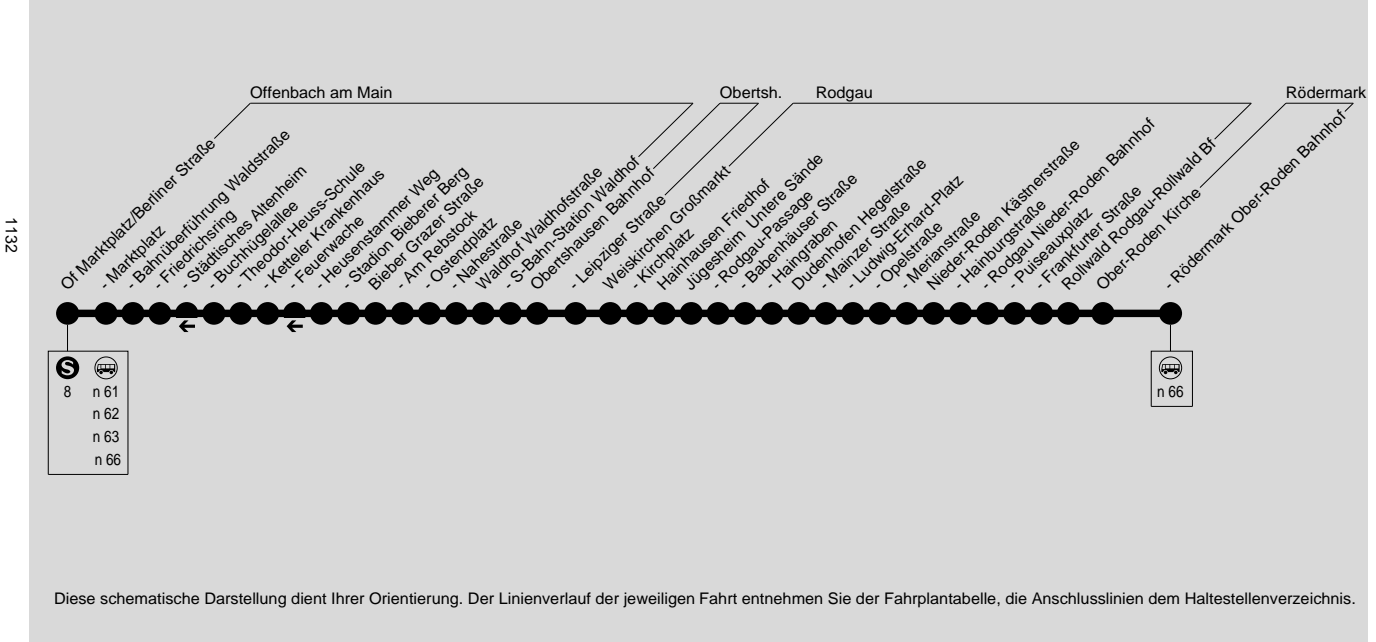 1132
Offenbach am Main
Obertsh.
Rodgau
Rödermark
Of Marktplatz/Berliner Straße
- Marktplatz
- Bahnüberführung Waldstraße
- Friedrichsring
- Städtisches Altenheim
- Buchhügelallee
- Theodor-Heuss-Schule
- Ketteler Krankenhaus
- Feuerwache
- Heusenstammer Weg
- Stadion Bieberer Berg
Bieber Grazer Straße
- Am Rebstock
- Ostendplatz
- Nahestraße
Waldhof Waldhofstraße
- S-Bahn-Station Waldhof
Obertshausen Bahnhof
- Leipziger Straße
Weiskirchen Großmarkt
- Kirchplatz
Hainhausen Friedhof
Jügesheim Untere Sände
- Rodgau-Passage
- Babenhäuser Straße
- Haingraben
Dudenhofen Hegelstraße
- Mainzer Straße
- Ludwig-Erhard-Platz
- Opelstraße
- Merianstraße
Nieder-Roden Kästnerstraße
- Hainburgstraße
- Rodgau Nieder-Roden Bahnhof
- Puiseauxplatz
- Frankfurter Straße
Rollwald Rodgau-Rollwald Bf
Ober-Roden Kirche
- Rödermark Ober-Roden Bahnhof
S
8 n 61
n 62
n 63
n 66
n 66
Diese schematische Darstellung dient Ihrer Orientierung. Der Linienverlauf der jeweiligen Fahrt entnehmen Sie der Fahrplantabelle, die Anschlusslinien dem Haltestellenverzeichnis.